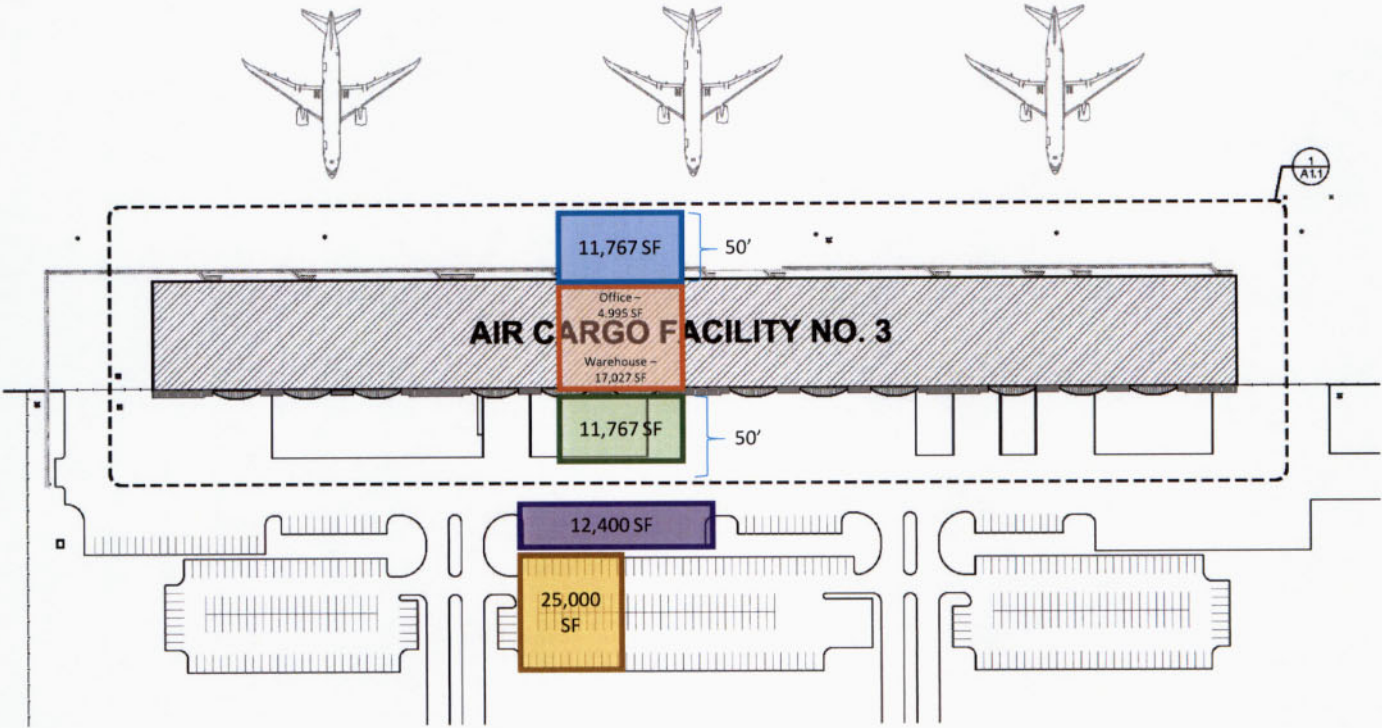 1
A1.1
11,767 SF
50'
Office –
4,995 SF
AIR CARGO FACILITY NO. 3
Warehouse –
17,027 SF
11,767 SF
50'
12,400 SF
25,000
SF